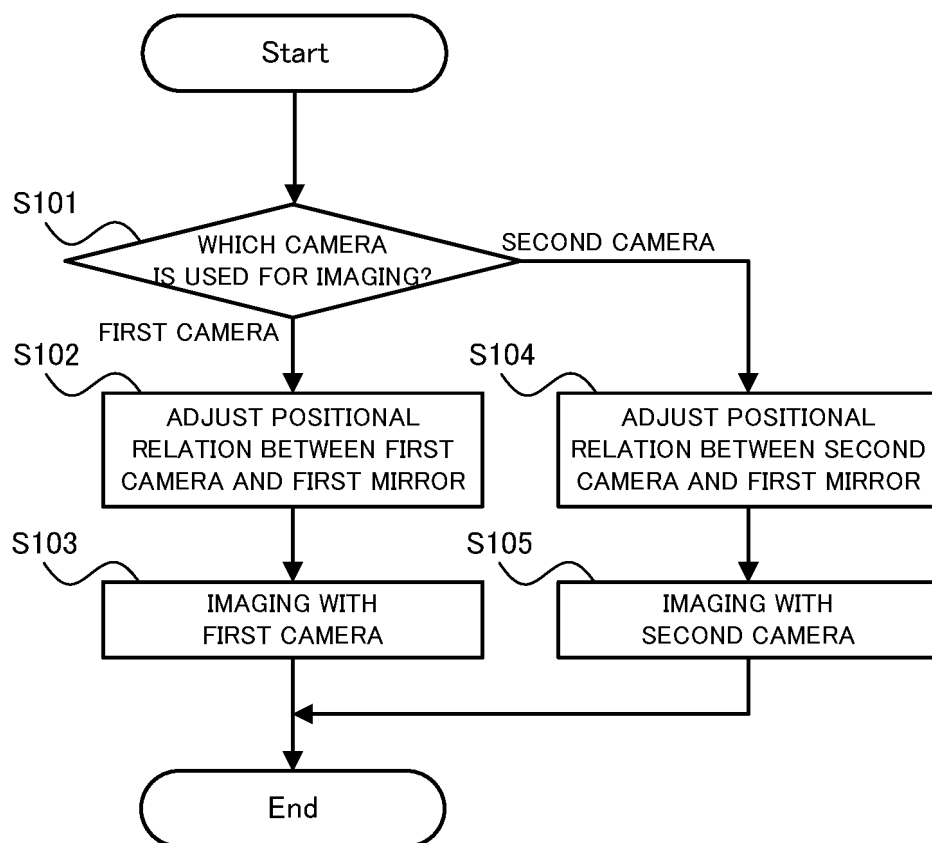 Start
S101
WHICH CAMERA
IS USED FOR IMAGING?
SECOND CAMERA
FIRST CAMERA
S102
ADJUST POSITIONAL
RELATION BETWEEN FIRST
CAMERA AND FIRST MIRROR
S104
ADJUST POSITIONAL
RELATION BETWEEN SECOND
CAMERA AND FIRST MIRROR
S103
IMAGING WITH
FIRST CAMERA
S105
IMAGING WITH
SECOND CAMERA
End